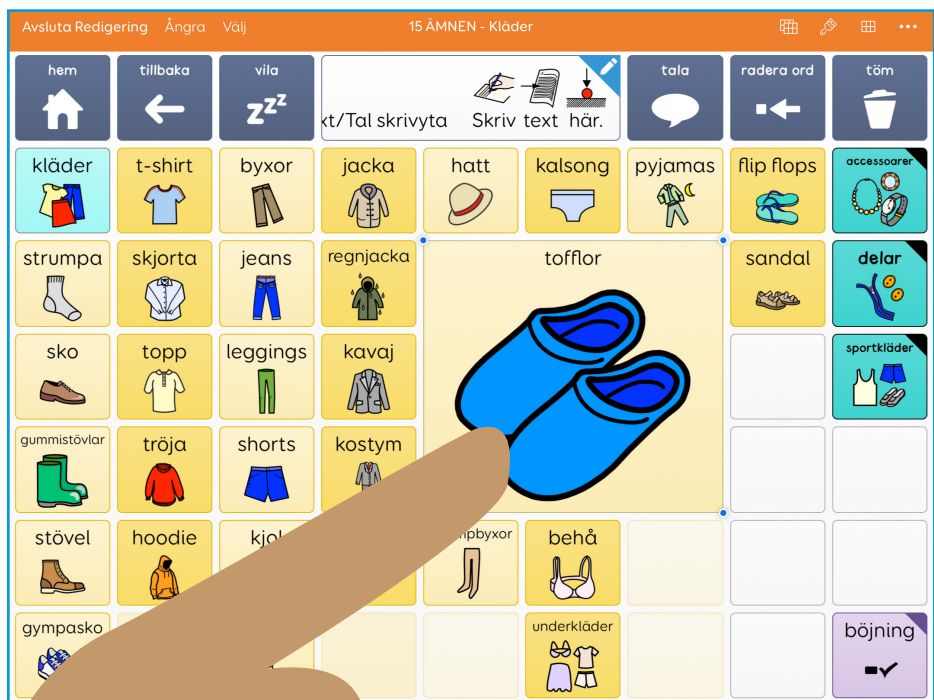 Avsluta Redigering Ångra Välj 15 ÄMNEN - Kläder
hem tillbaka vila tala radera ord töm
zzz
xt/Tal skrivyta Skriv text här.
kläder t-shirt byxor jacka hatt kalsong pyjamas flip flops accessoarer
strumpa skjorta jeans regnjacka tofflor sandal delar
sko topp leggings kavaj sportkläder
gummistövlar tröja shorts kostym
stövel hoodie behå
gympasko underkläder böjning